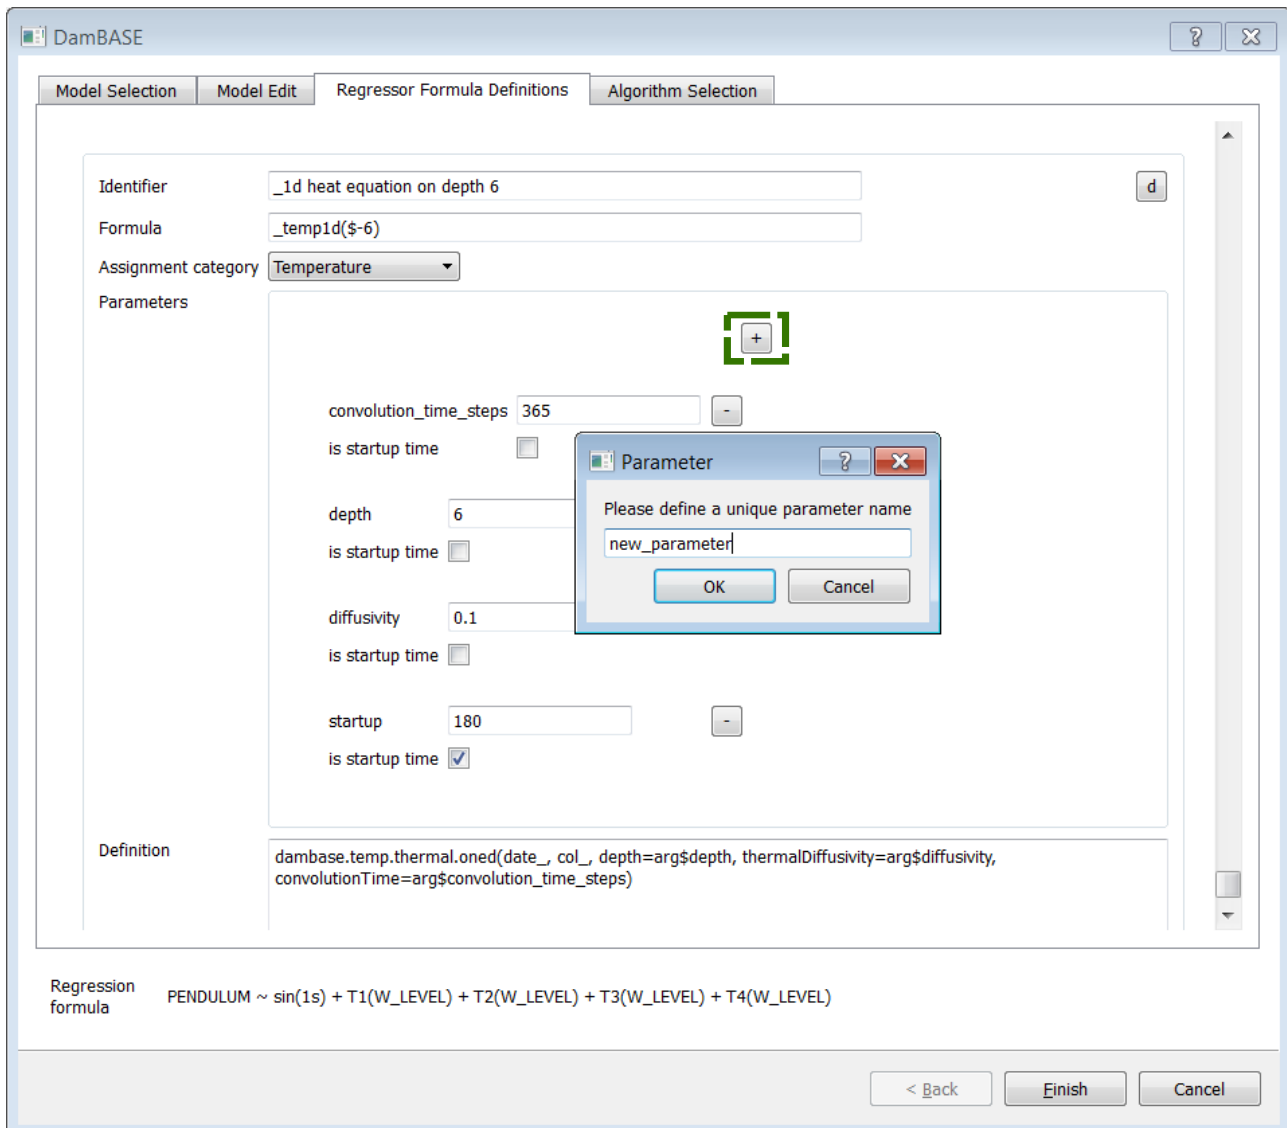 DamBASE
Model Selection Model Edit Regressor Formula Definitions Algorithm Selection
Identifier _1d heat equation on depth 6 d
Formula _temp1d($-6)
Assignment category Temperature
Parameters
+
convolution_time_steps 365 -
is startup time
Parameter
Please define a unique parameter name
new_parameter
OK Cancel
depth 6
is startup time
diffusivity 0.1
is startup time
startup 180 -
is startup time
Definition
dambase.temp.thermal.oned(date_, col_, depth=arg$depth, thermalDiffusivity=arg$diffusivity,
convolutionTime=arg$convolution_time_steps)
Regression
formula
PENDULUM ~ sin(1s) + T1(W_LEVEL) + T2(W_LEVEL) + T3(W_LEVEL) + T4(W_LEVEL)
< Back Finish Cancel